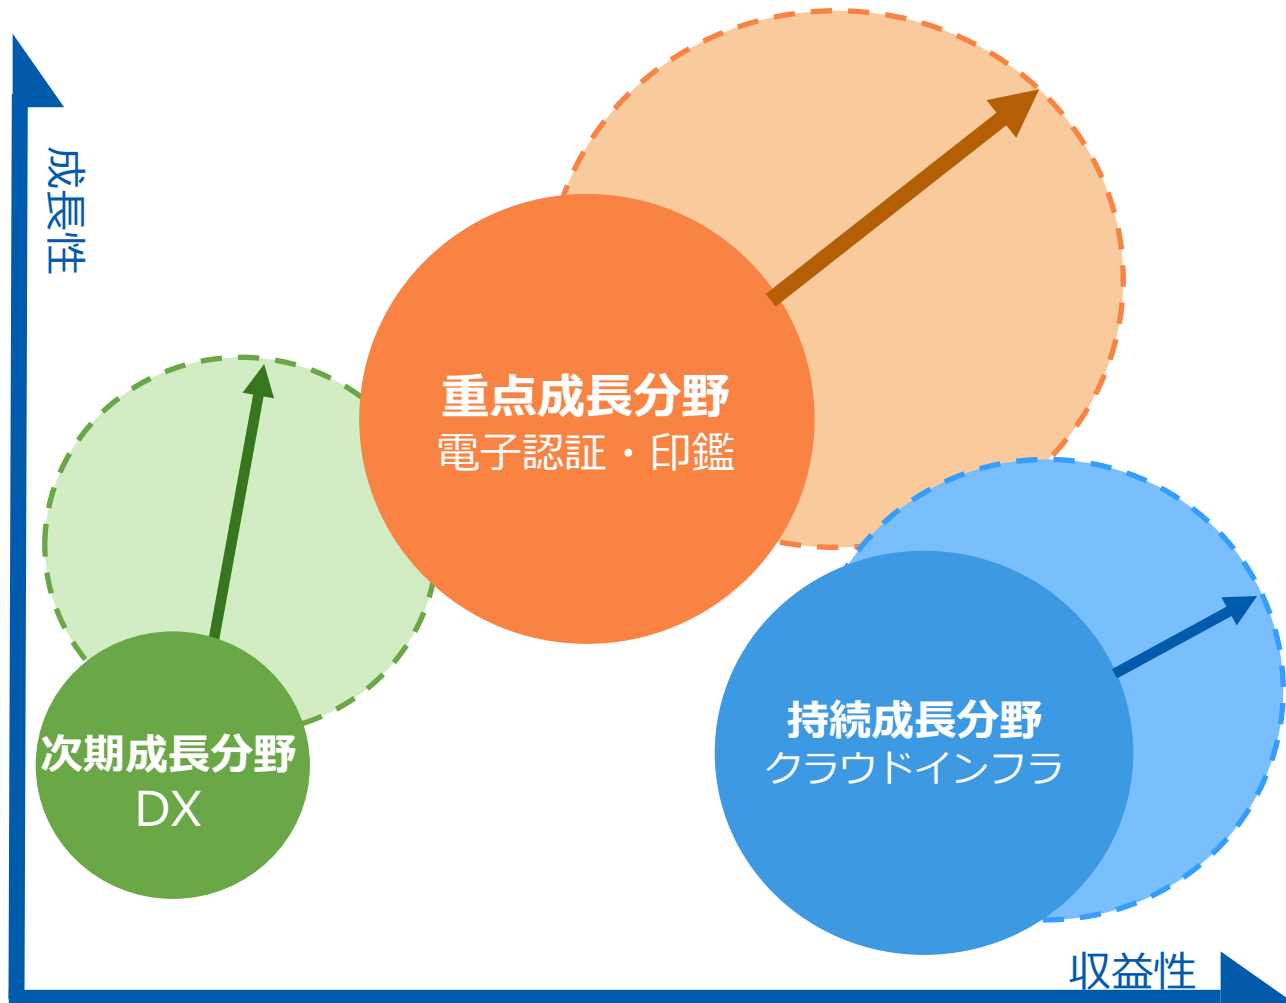 成長性
重点成長分野
電子認証・印鑑
次期成長分野
DX
持続成長分野
クラウドインフラ
収益性